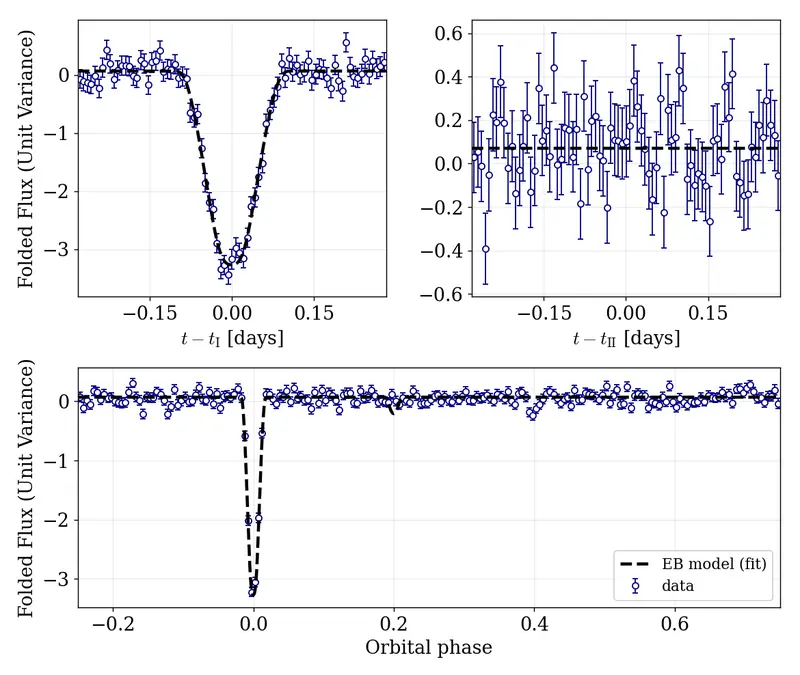 Folded Flux (Unit Variance)
0
−1
−2
−3
−0.15 0.00 0.15
t − tI [days]
0.6
0.4
0.2
0.0
−0.2
−0.4
−0.6
−0.15 0.00 0.15
t − tII [days]
Folded Flux (Unit Variance)
0
−1
−2
−3
EB model (fit)
data
−0.2 0.0 0.2 0.4 0.6
Orbital phase